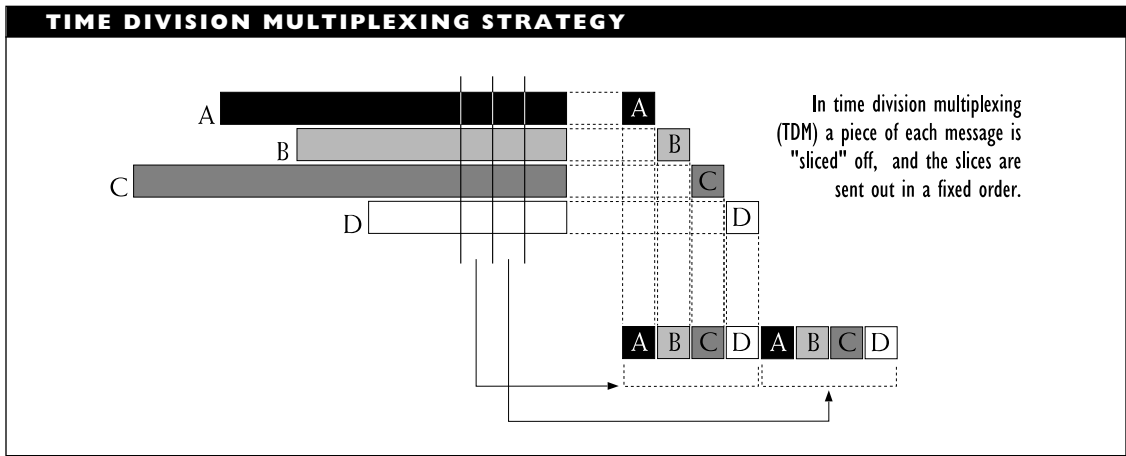 TIME DIVISION MULTIPLEXING STRATEGY
A
A
B
B
C
C
D
D
In time division multiplexing
(TDM) a piece of each message is
"sliced" off, and the slices are
sent out in a fixed order.
A B C D A B C D